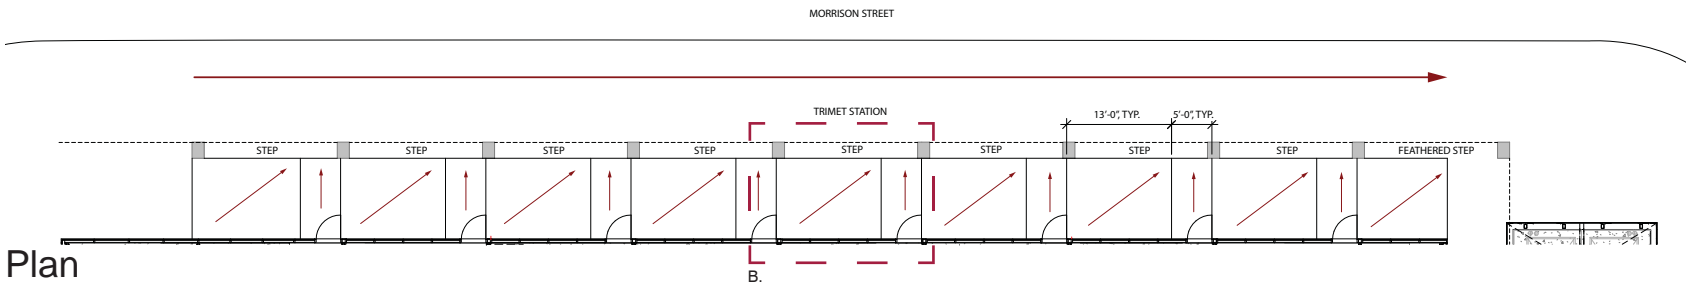 MORRISON STREET
TRIMET STATION
13'-0", TYP. 5'-0", TYP.
STEP STEP STEP STEP STEP STEP STEP STEP FEATHERED STEP
Plan
B.